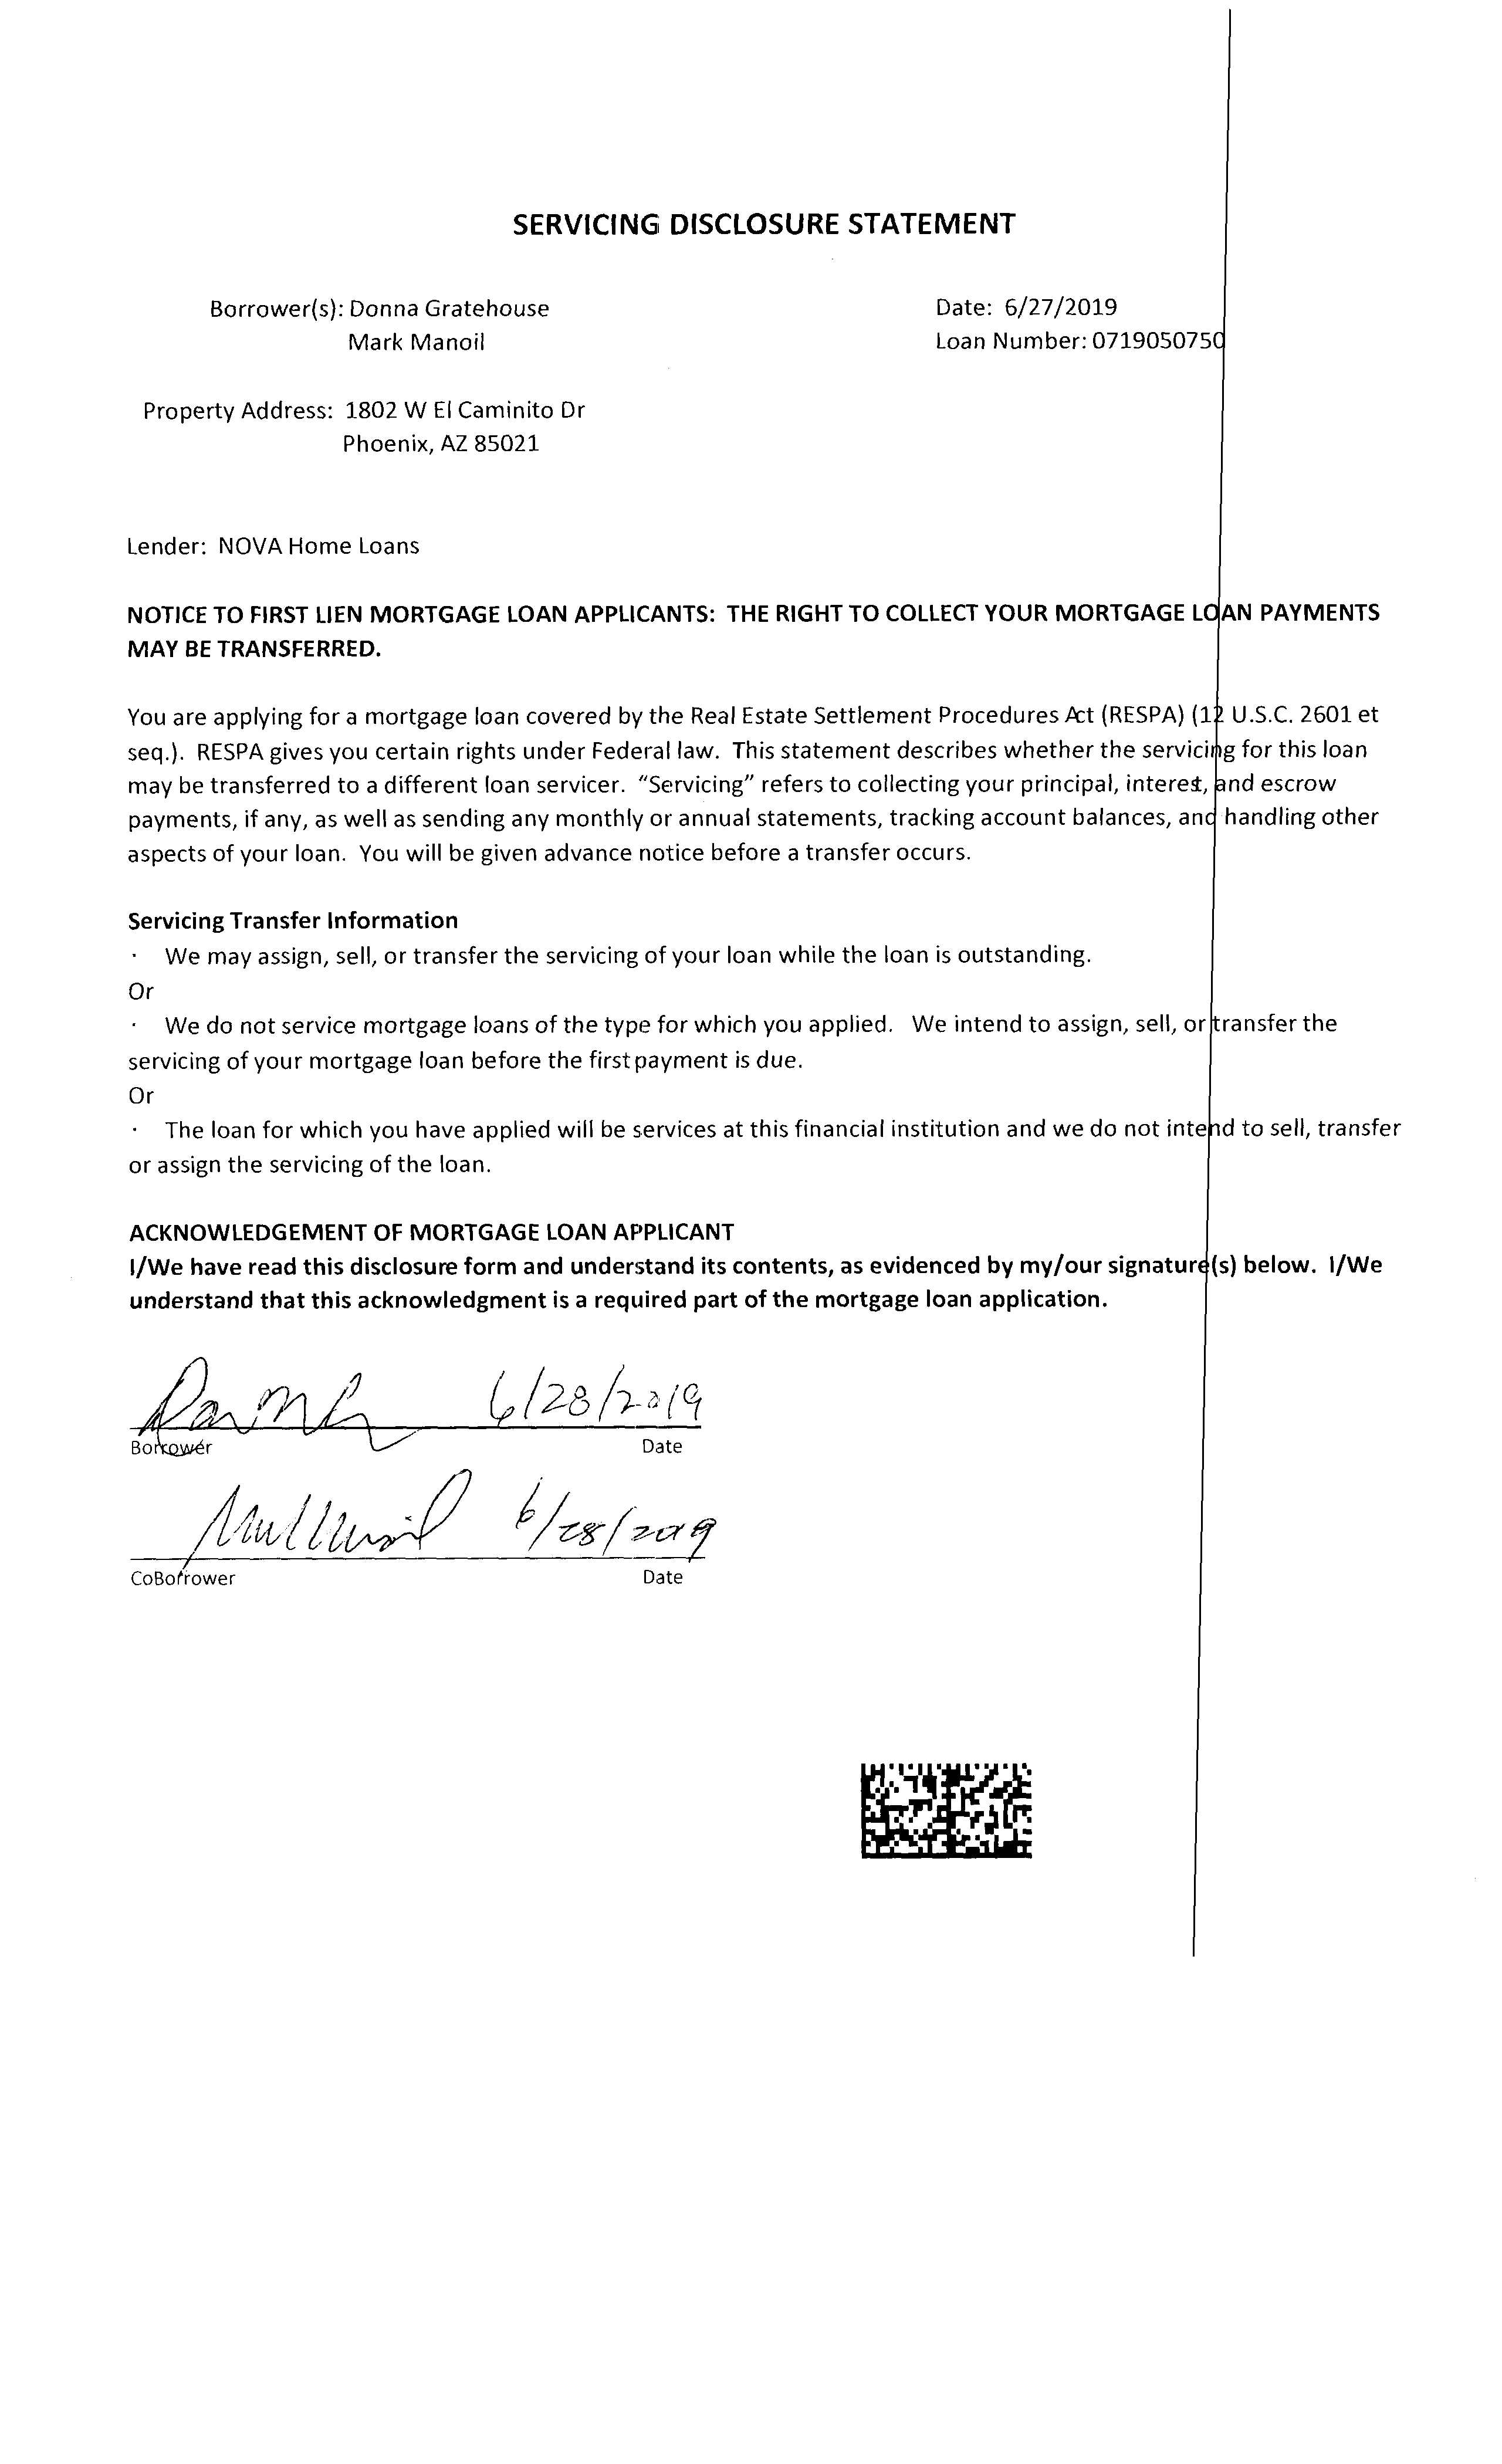 SERVICING DISCLOSURE STATEMENT
Borrower(s): Donna Gratehouse
Date: 6/27/2019
Mark Manoil
Loan Number: 0719050750
Property Address: 1802 W El Caminito Dr
Phoenix, AZ 85021
Lender: NOVA Home Loans
NOTICE TO FIRST LIEN MORTGAGE LOAN APPLICANTS: THE RIGHT TO COLLECT YOUR MORTGAGE LOAN PAYMENTS
MAY BE TRANSFERRED.
You are applying for a mortgage loan covered by the Real Estate Settlement Procedures Act (RESPA) (12 U.S.C. 2601 et
seq.). RESPA gives you certain rights under Federal law. This statement describes whether the servicing for this loan
may be transferred to a different loan servicer. “Servicing” refers to collecting your principal, interest, and escrow
payments, if any, as well as sending any monthly or annual statements, tracking account balances, and handling other
aspects of your loan. You will be given advance notice before a transfer occurs.
Servicing Transfer Information
· We may assign, sell, or transfer the servicing of your loan while the loan is outstanding.
Or
· We do not service mortgage loans of the type for which you applied. We intend to assign, sell, or transfer the
servicing of your mortgage loan before the first payment is due.
Or
· The loan for which you have applied will be services at this financial institution and we do not intend to sell, transfer
or assign the servicing of the loan.
ACKNOWLEDGEMENT OF MORTGAGE LOAN APPLICANT
I/We have read this disclosure form and understand its contents, as evidenced by my/our signature(s) below. I/We
understand that this acknowledgment is a required part of the mortgage loan application.
6/28/2019
Borrower Date
6/28/2019
CoBorrower Date